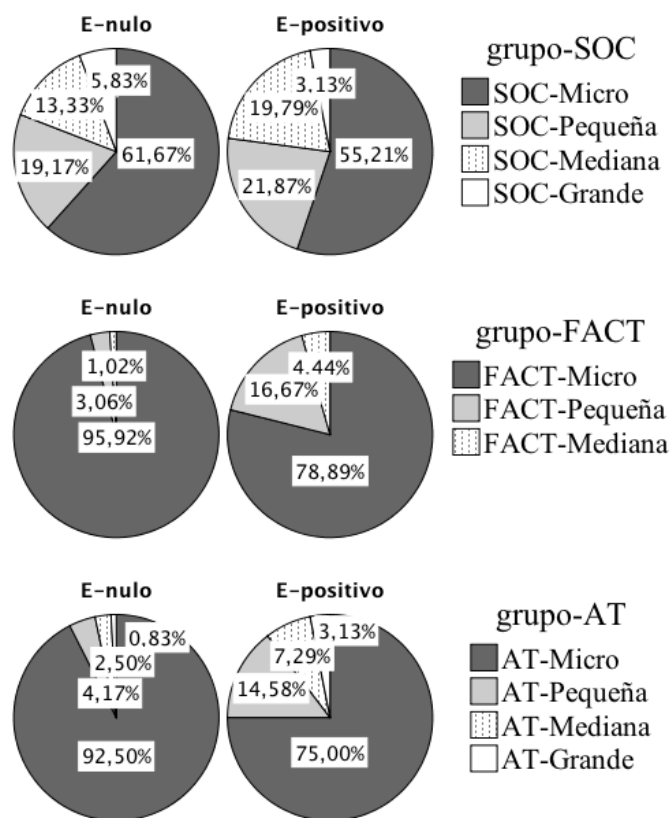 E-nulo
E-positivo
5,83%
13,33%
19,17%
61,67%
3,13%
19,79%
21,87%
55,21%
grupo-SOC
SOC-Micro
SOC-Pequeña
SOC-Mediana
SOC-Grande
E-nulo
E-positivo
1,02%
3,06%
95,92%
4,44%
16,67%
78,89%
grupo-FACT
FACT-Micro
FACT-Pequeña
FACT-Mediana
E-nulo
E-positivo
0,83%
2,50%
4,17%
92,50%
3,13%
7,29%
14,58%
75,00%
grupo-AT
AT-Micro
AT-Pequeña
AT-Mediana
AT-Grande